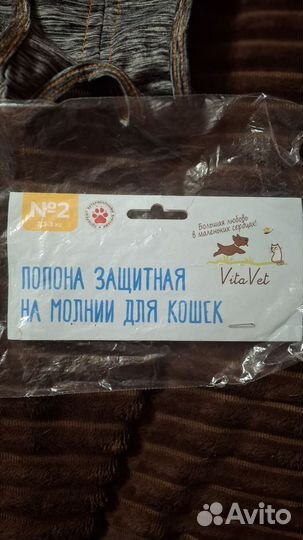 №2
Большая любовь
в маленьких сердцах!
VitaVet
ПОПОНА ЗАЩИТНАЯ
НА МОЛНИИ ДЛЯ КОШЕК
Avito